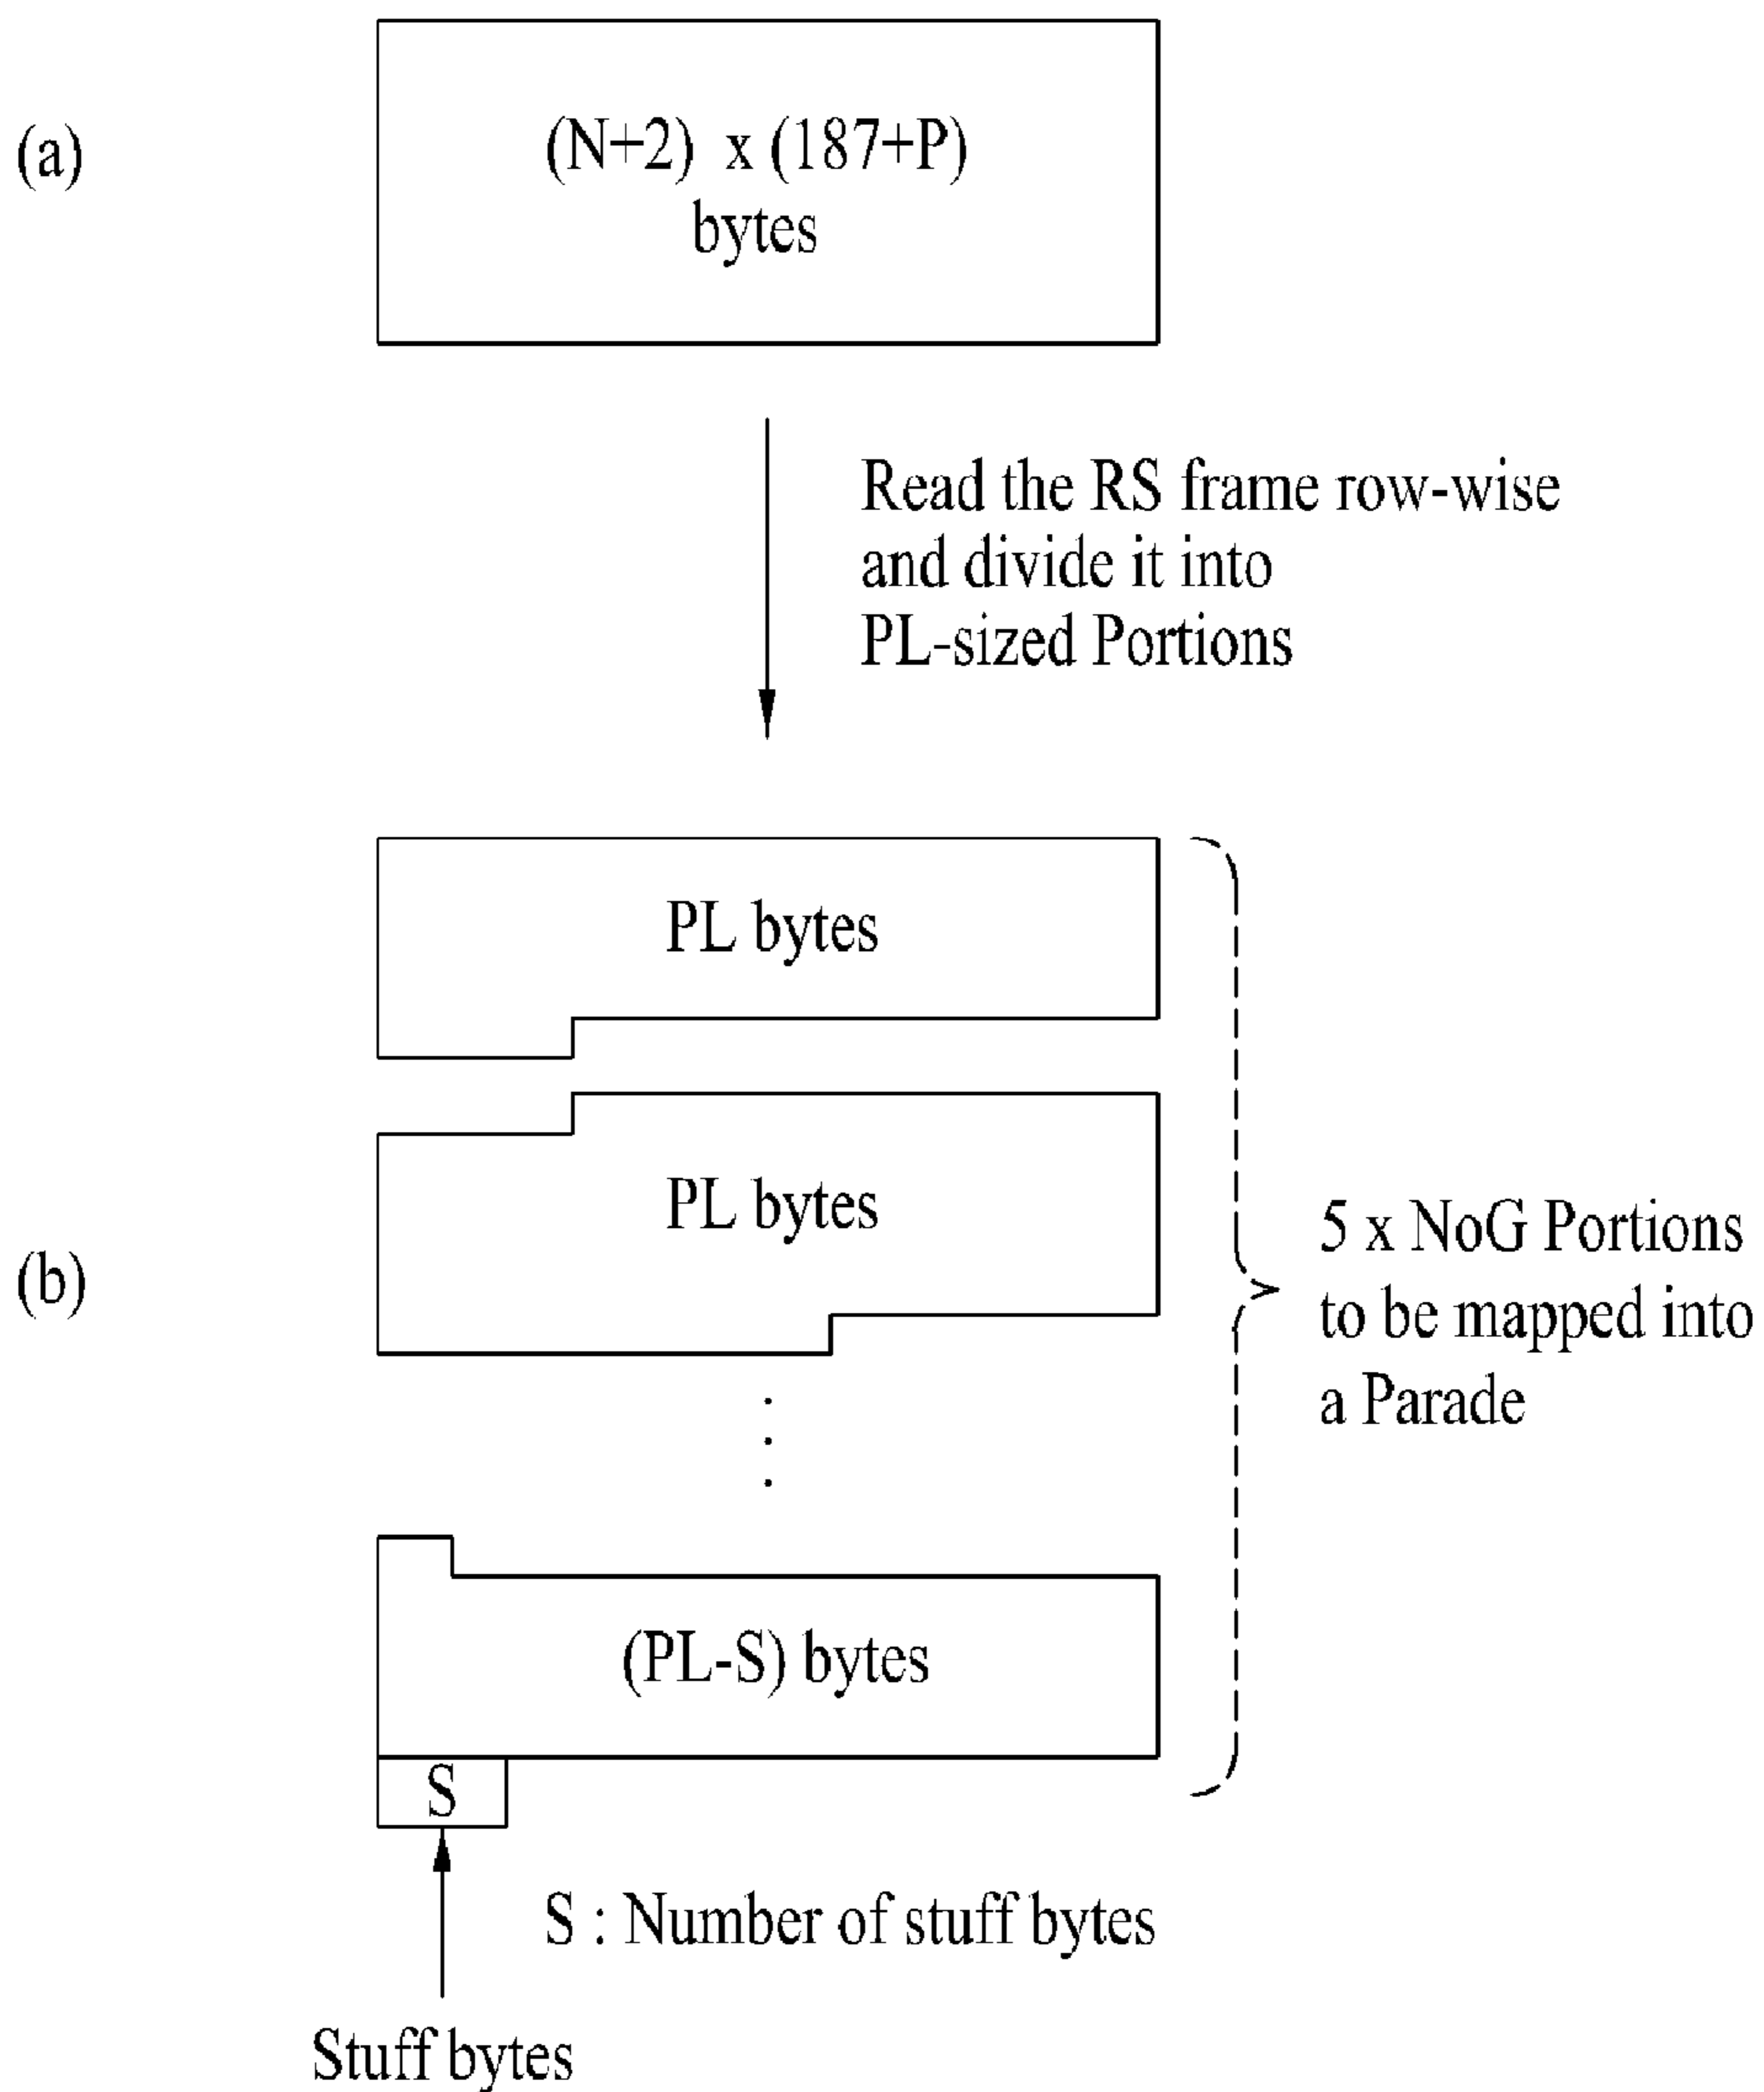 (a)
(N+2) x (187+P)
bytes
Read the RS frame row-wise
and divide it into
PL-sized Portions
(b)
PL bytes
PL bytes
5 x NoG Portions
to be mapped into
a Parade
(PL-S) bytes
S
S : Number of stuff bytes
Stuff bytes